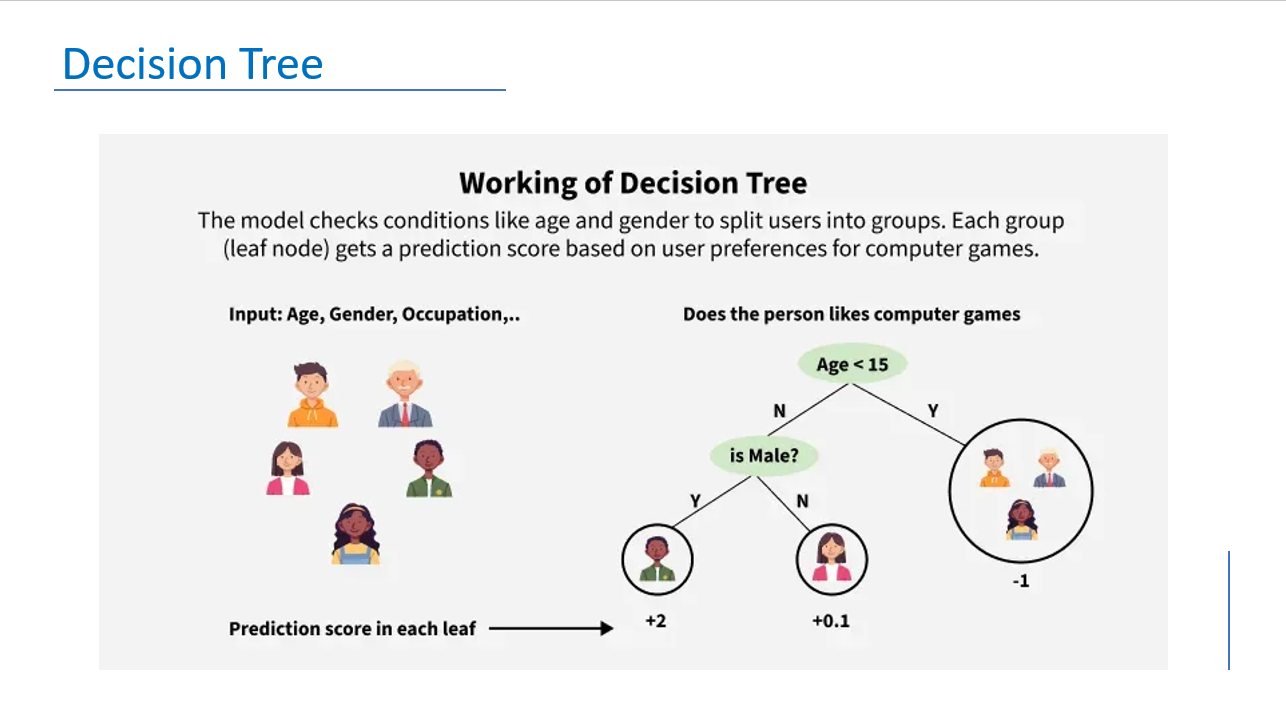 Decision Tree
Working of Decision Tree
The model checks conditions like age and gender to split users into groups. Each group
(leaf node) gets a prediction score based on user preferences for computer games.
Input: Age, Gender, Occupation,..
Does the person likes computer games
Age < 15
N
Y
is Male?
Y
N
-1
+2
+0.1
Prediction score in each leaf